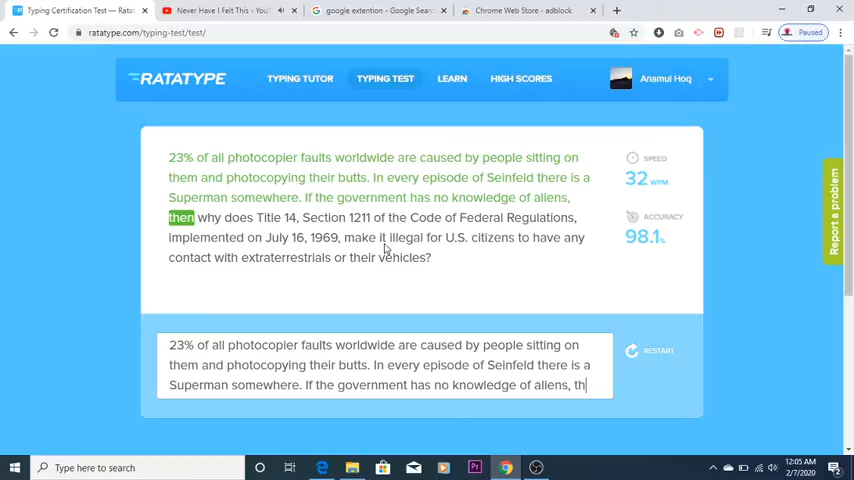 Typing Certification Test — Rata
Never Have I Felt This - You
google extention - Google Sear
Chrome Web Store - adblock
ratatype.com/typing-test/test/
Paused
RATATYPE
TYPING TUTOR
TYPING TEST
LEARN
HIGH SCORES
Anamul Hoq
23% of all photocopier faults worldwide are caused by people sitting on
them and photocopying their butts. In every episode of Seinfeld there is a
Superman somewhere. If the government has no knowledge of aliens,
then why does Title 14, Section 1211 of the Code of Federal Regulations,
implemented on July 16, 1969, make it illegal for U.S. citizens to have any
contact with extraterrestrials or their vehicles?
SPEED
32 WPM
ACCURACY
98.1%
Report a problem
23% of all photocopier faults worldwide are caused by people sitting on
them and photocopying their butts. In every episode of Seinfeld there is a
Superman somewhere. If the government has no knowledge of aliens, th
RESTART
Type here to search
Pr
12:05 AM
2/7/2020
2